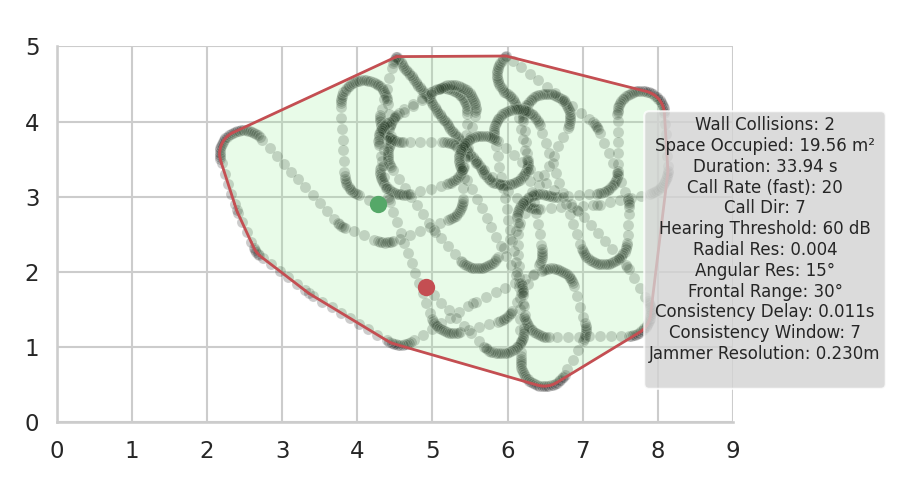 5
4
3
2
1
0
0 1 2 3 4 5 6 7 8 9
Wall Collisions: 2
Space Occupied: 19.56 m²
Duration: 33.94 s
Call Rate (fast): 20
Call Dir: 7
Hearing Threshold: 60 dB
Radial Res: 0.004
Angular Res: 15°
Frontal Range: 30°
Consistency Delay: 0.011s
Consistency Window: 7
Jammer Resolution: 0.230m